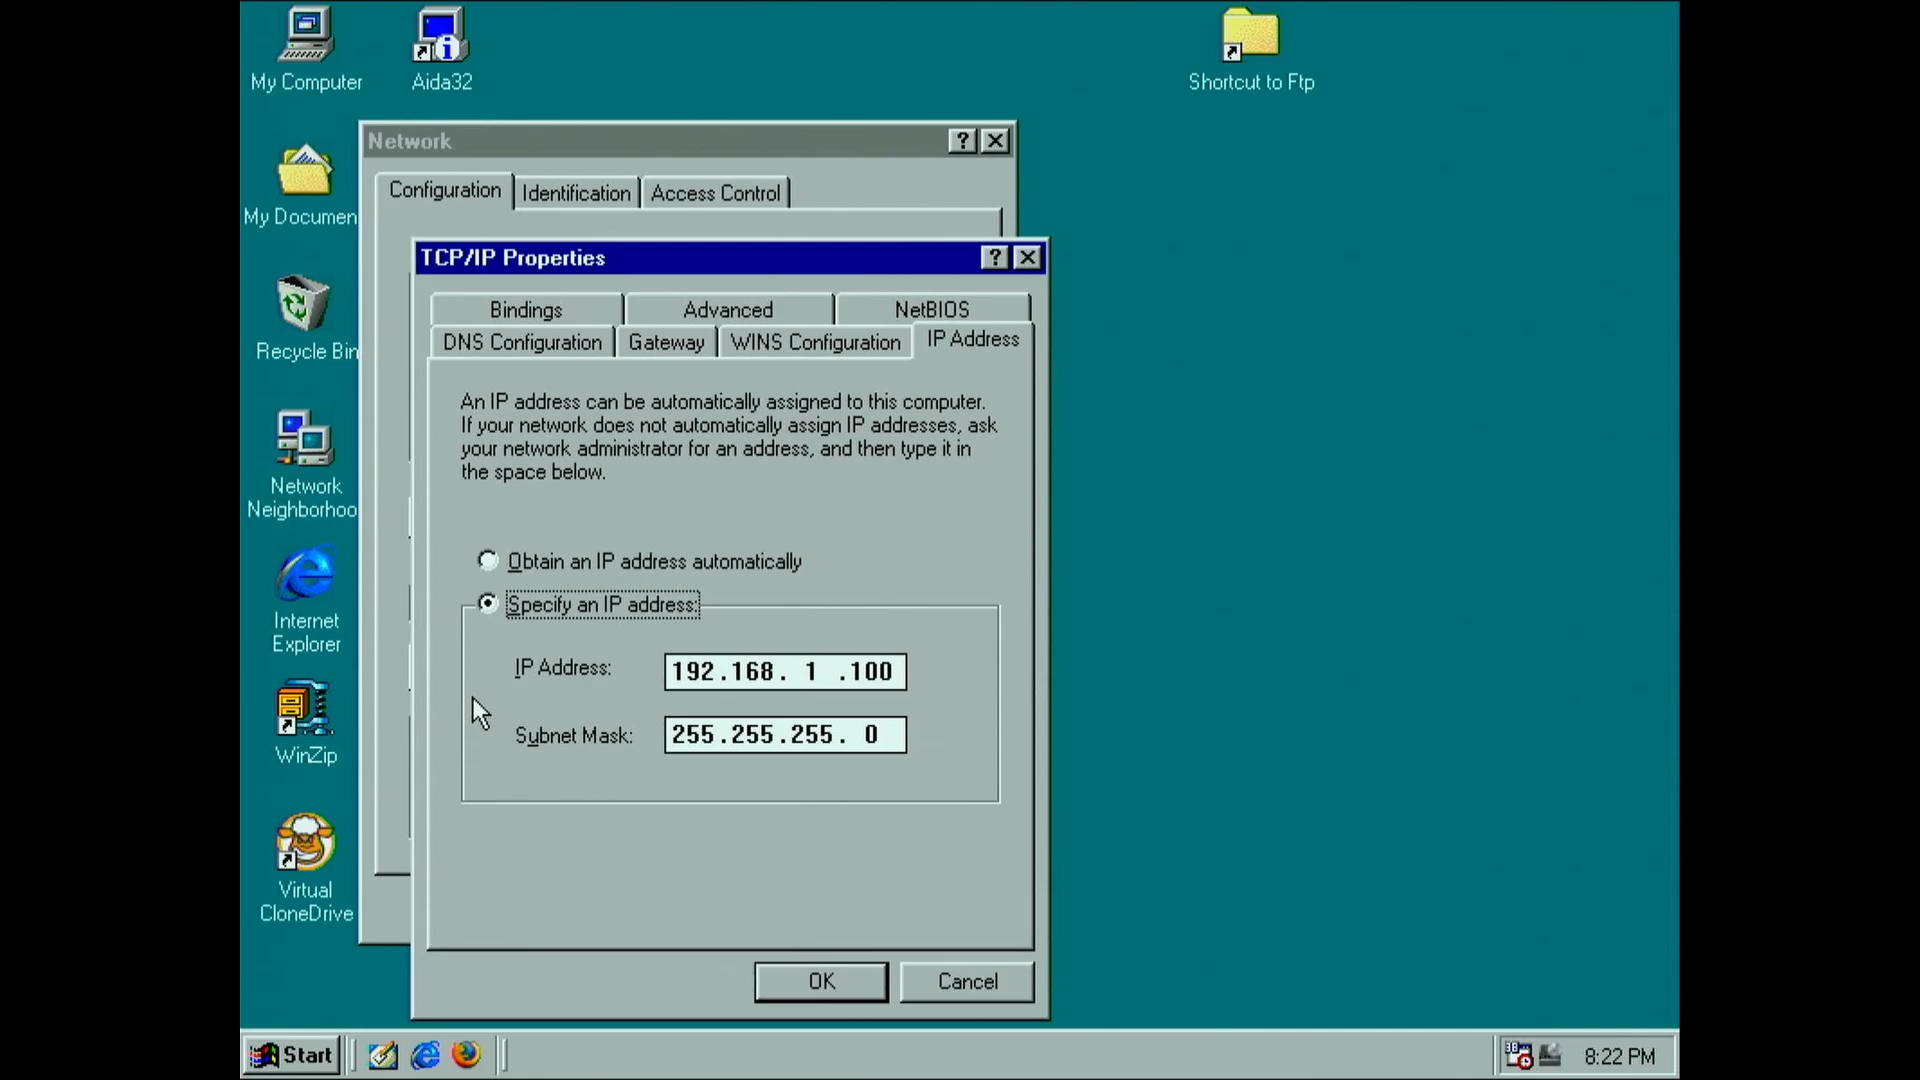 My Computer
Aida32
Shortcut to Ftp
Network
Configuration
Identification
Access Control
My Documen
Recycle Bin
Network
Neighborhoo
Internet
Explorer
WinZip
Virtual
CloneDrive
TCP/IP Properties
Bindings
Advanced
NetBIOS
DNS Configuration
Gateway
WINS Configuration
IP Address
An IP address can be automatically assigned to this computer.
If your network does not automatically assign IP addresses, ask
your network administrator for an address, and then type it in
the space below.
Obtain an IP address automatically
Specify an IP address:
IP Address:
192.168. 1 .100
Subnet Mask:
255.255.255. 0
OK
Cancel
Start
8:22 PM